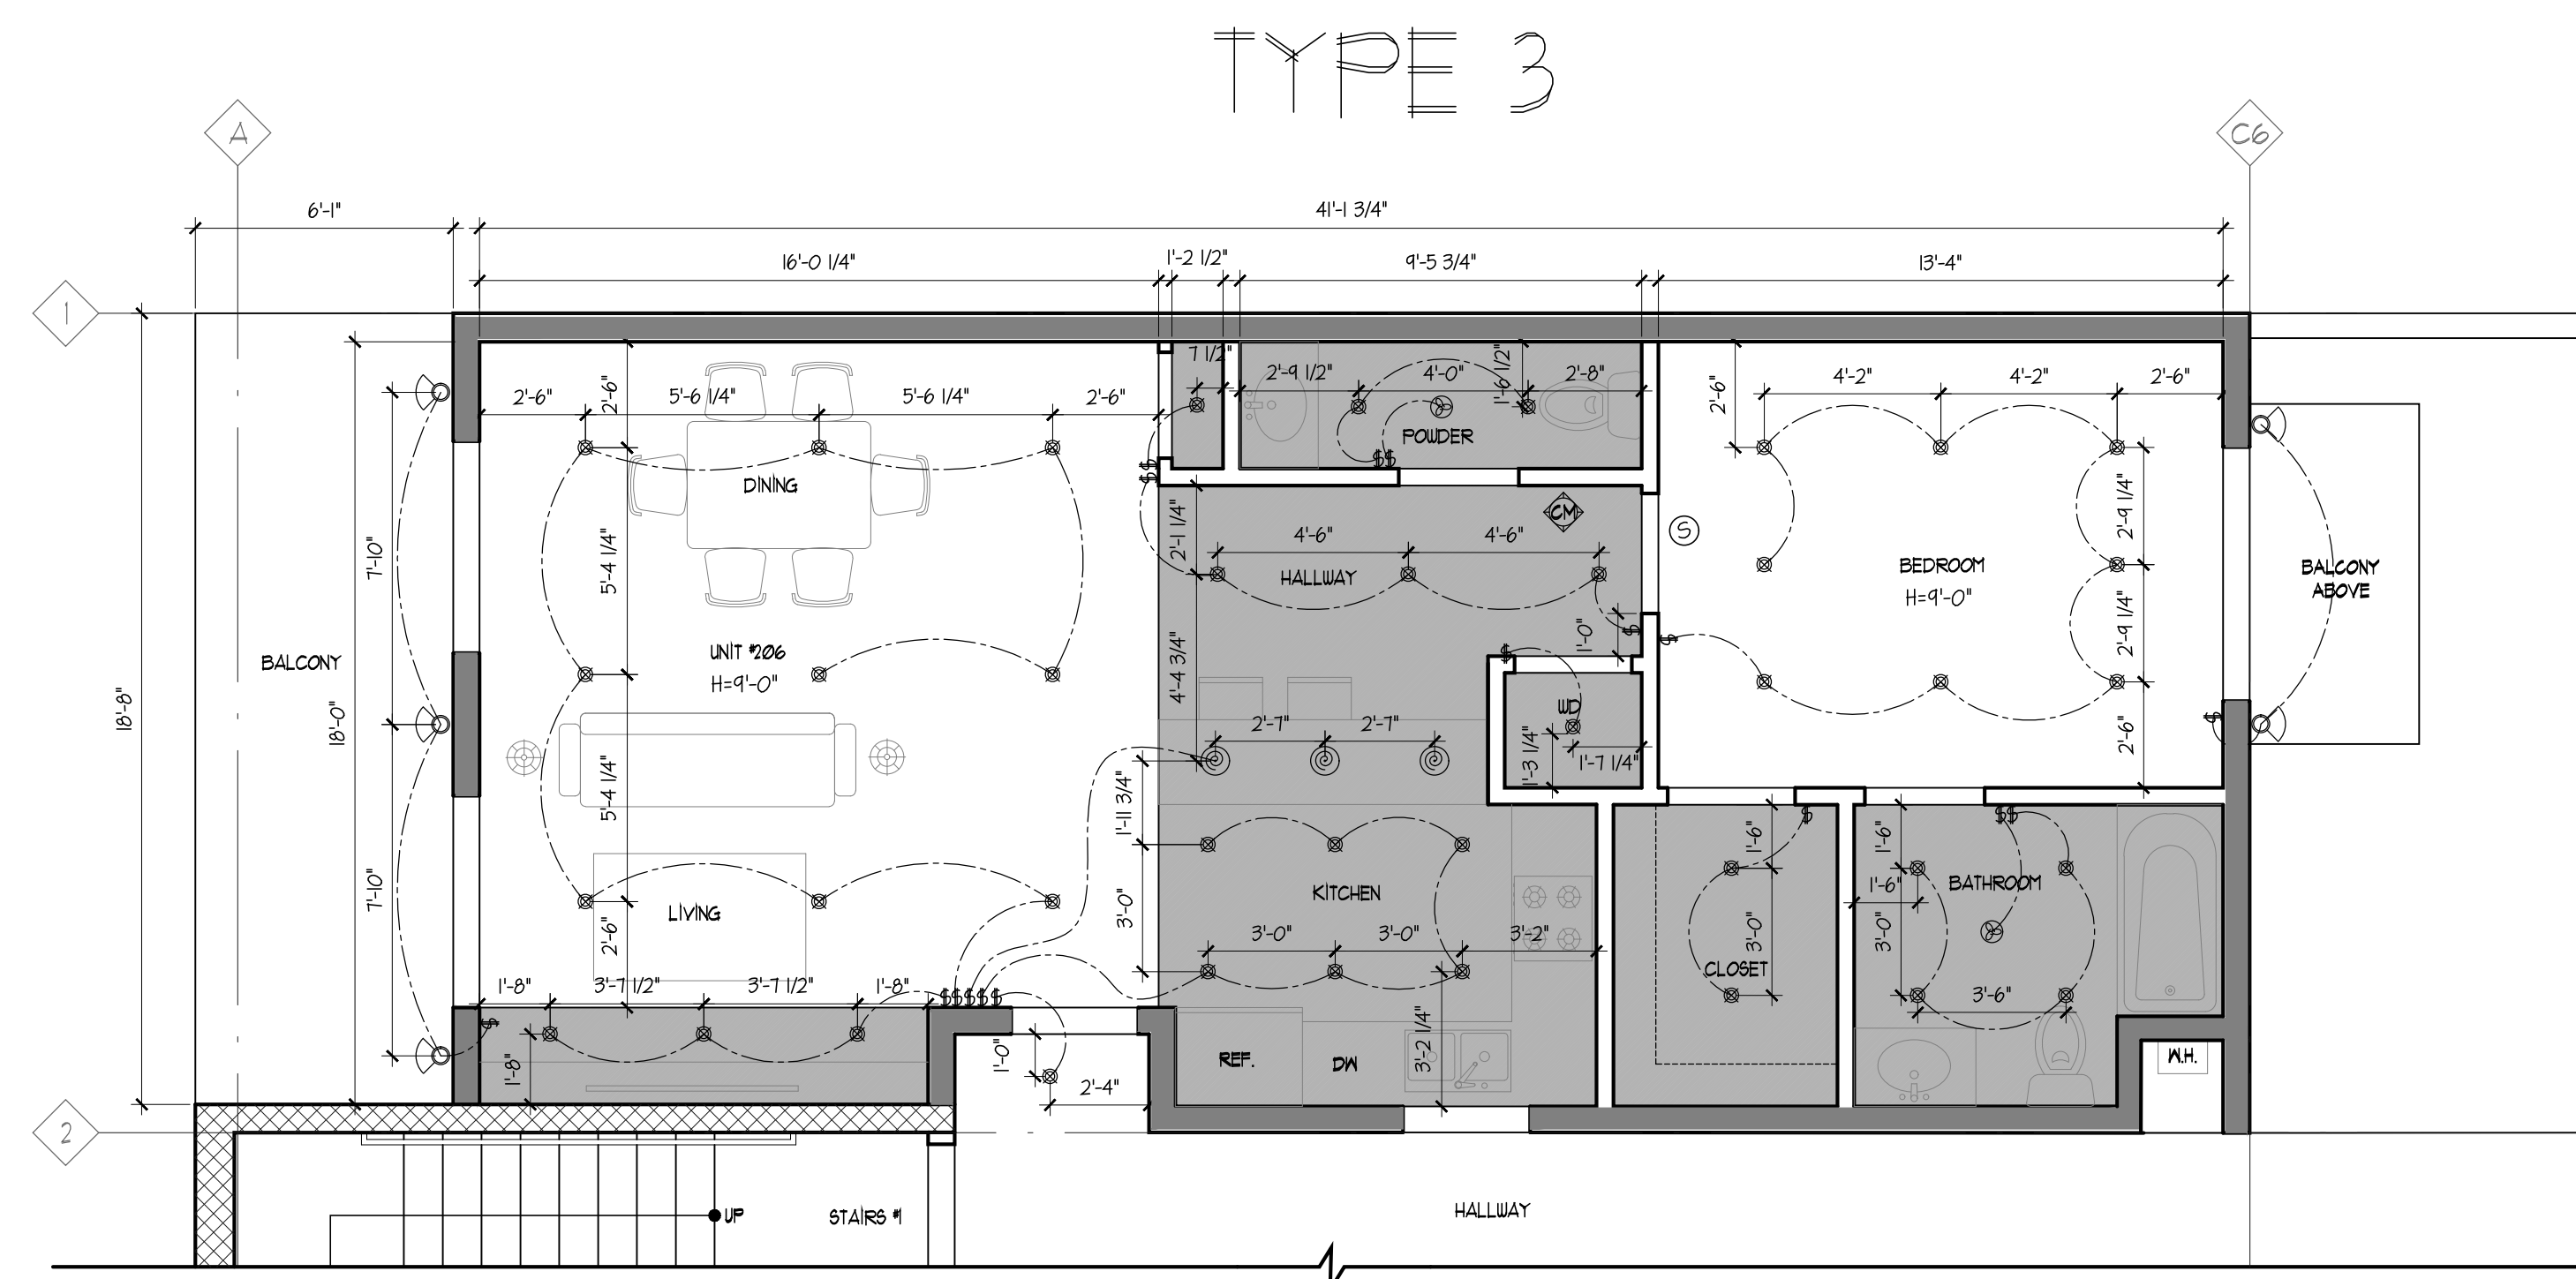 TYPE 3
A
C6
6'-1"
41'-1 3/4"
16'-0 1/4"
1'-2 1/2"
9'-5 3/4"
13'-4"
1
7 1/2"
2'-9 1/2"
4'-0"
1'-6 1/2"
2'-8"
2'-6"
2'-6"
5'-6 1/4"
5'-6 1/4"
2'-6"
2'-6"
4'-2"
4'-2"
2'-6"
POWDER
$$
$
$
DINING
CM
S
2'-1 1/4"
4'-6"
4'-6"
2'-9 1/4"
5'-4 1/4"
7'-10"
HALLWAY
BEDROOM
H=9'-0"
BALCONY
ABOVE
2'-9 1/4"
1'-0"
$
$
$
BALCONY
UNIT #206
H=9'-0"
4'-4 3/4"
18'-8"
18'-0"
WD
2'-7"
2'-7"
1'-3 1/4"
1'-7 1/4"
2'-6"
$
5'-4 1/4"
1'-11 3/4"
1'-6"
$
1'-6"
$$
7'-10"
3'-0"
KITCHEN
BATHROOM
1'-6"
LIVING
2'-6"
3'-0"
3'-0"
3'-2"
3'-0"
3'-0"
CLOSET
1'-8"
3'-7 1/2"
3'-7 1/2"
1'-8"
$$$$$
3'-6"
$
1'-8"
1'-0"
2'-4"
REF.
DW
3'-2 1/4"
W.H.
2
UP
STAIRS #1
HALLWAY